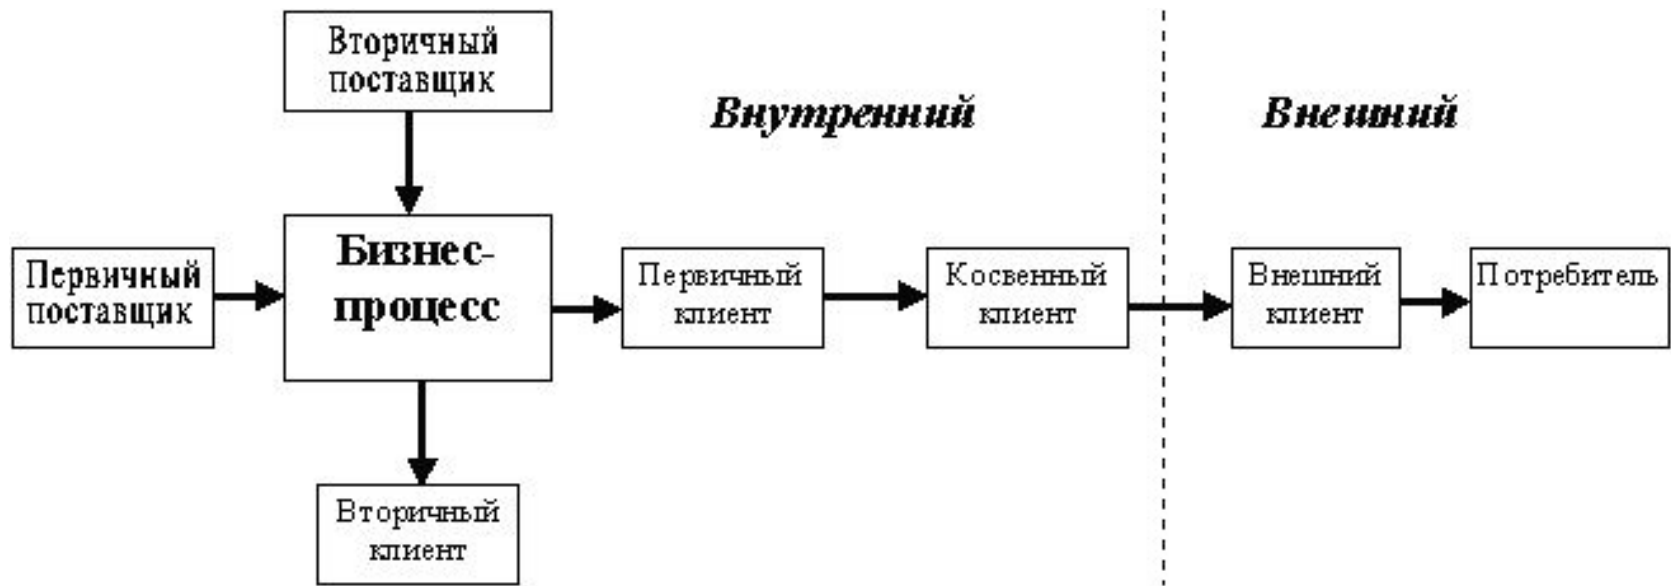 Вторичный
поставщик
Внутренний
Внешний
Первичный
поставщик
Бизнес-
процесс
Первичный
клиент
Косвенный
клиент
Внешний
клиент
Потребитель
Вторичный
клиент